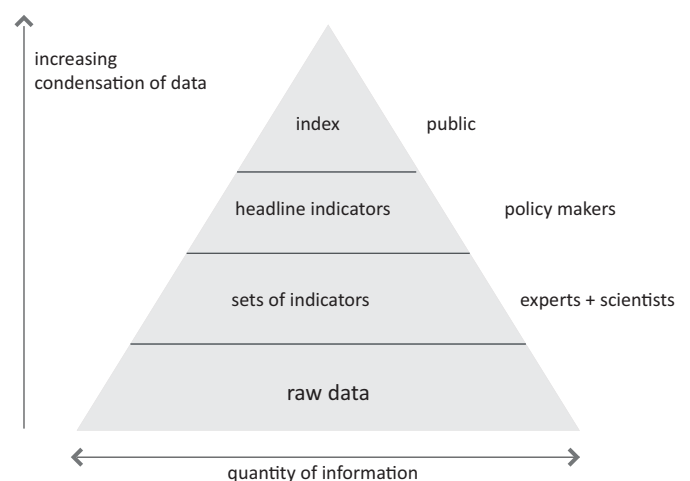 increasing
condensation of data
index
public
headline indicators
policy makers
sets of indicators
experts + scientists
raw data
quantity of information